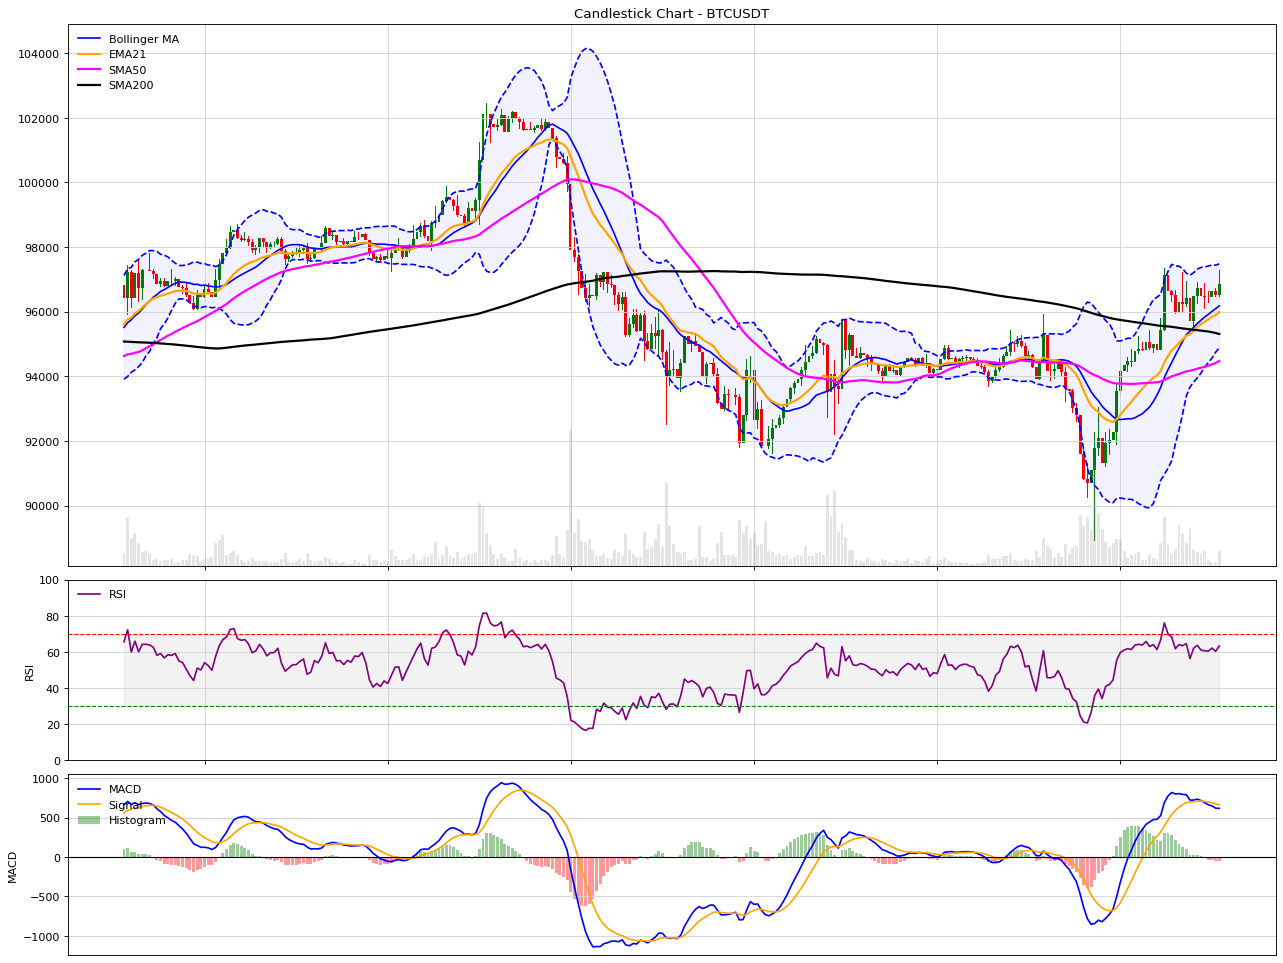 Candlestick Chart - BTCUSDT
Bollinger MA
EMA21
SMA50
SMA200
104000
102000
100000
98000
96000
94000
92000
90000
RSI
100
80
60
40
20
0
RSI
MACD
Signal
Histogram
1000
500
0
−500
−1000
MACD